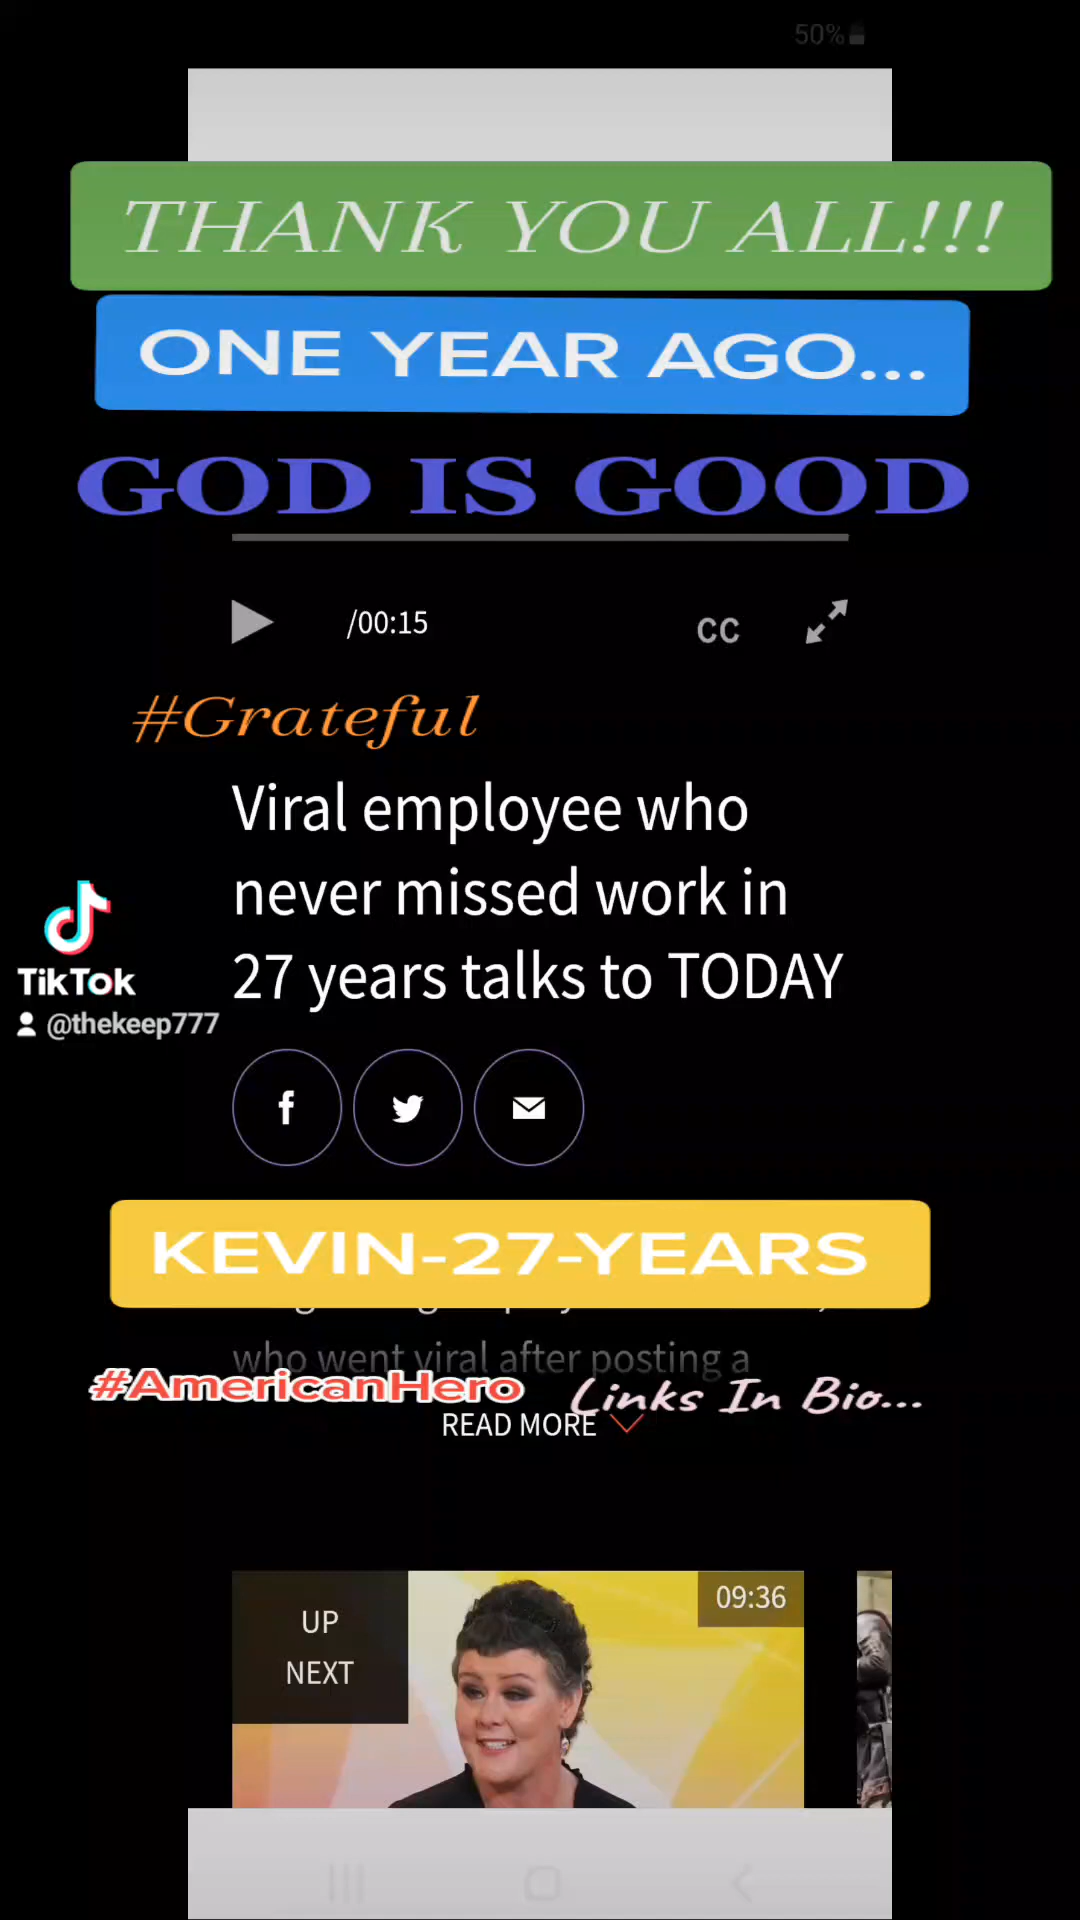 50%
THANK YOU ALL!!!
ONE YEAR AGO...
GOD IS GOOD
/00:15
CC
#Grateful
Viral employee who
never missed work in
27 years talks to TODAY
TikTok
@thekeep777
f
KEVIN-27-YEARS
who went viral after posting a
#AmericanHero
Links In Bio...
READ MORE
UP
NEXT
09:36